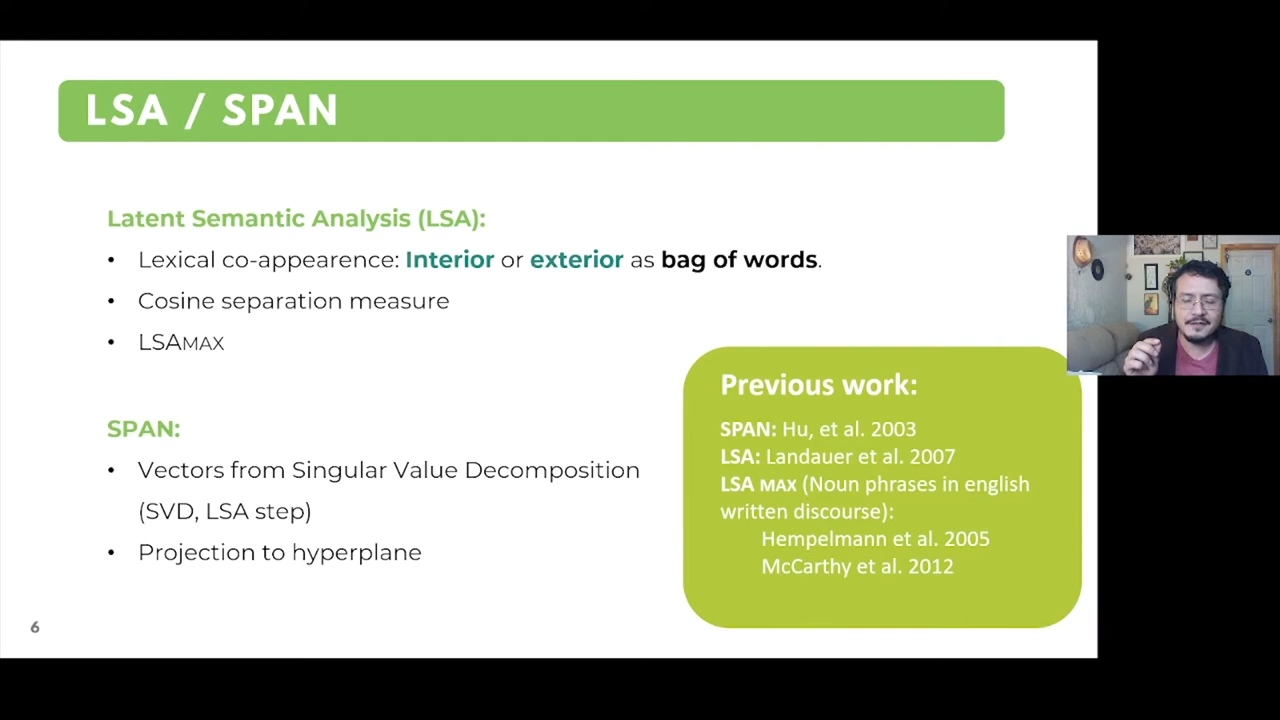 LSA / SPAN
Latent Semantic Analysis (LSA):
• Lexical co-appearence: Interior or exterior as bag of words.
• Cosine separation measure
• LSAMAX
SPAN:
• Vectors from Singular Value Decomposition
(SVD, LSA step)
• Projection to hyperplane
Previous work:
SPAN: Hu, et al. 2003
LSA: Landauer et al. 2007
LSA MAX (Noun phrases in english
written discourse):
Hempelmann et al. 2005
McCarthy et al. 2012
6